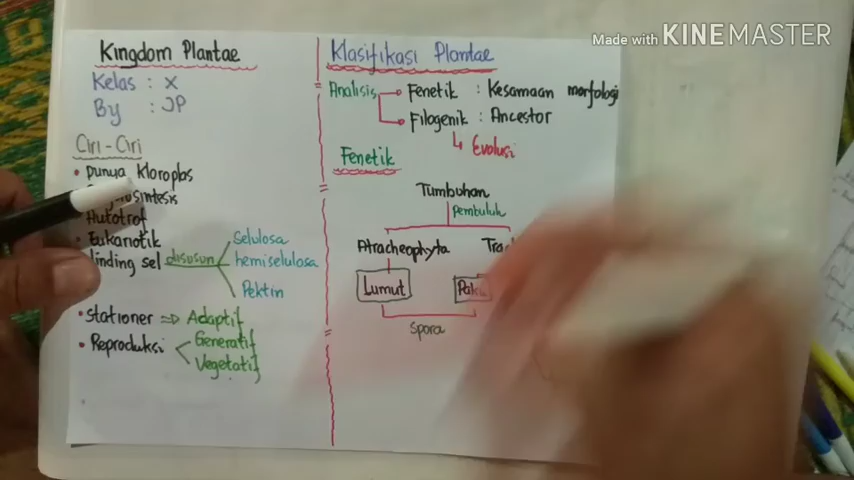 Made with KINEMASTER
Kingdom Plantae
Kelas : X
By : JP
Ciri-Ciri
• Punya Kloroplas
• Autotrof
• Eukariotik
dinding sel disusun
Selulosa
hemiselulosa
Pektin
• Stationer => Adaptif
• Reproduksi
Generatif
Vegetatif
Klasifikasi Plantae
Analisis
Fenetik : Kesamaan morfologi
Filogenik : Ancestor
Evolusi
Fenetik
Tumbuhan
Pembuluh
Atracheophyta
Lumut
Spora